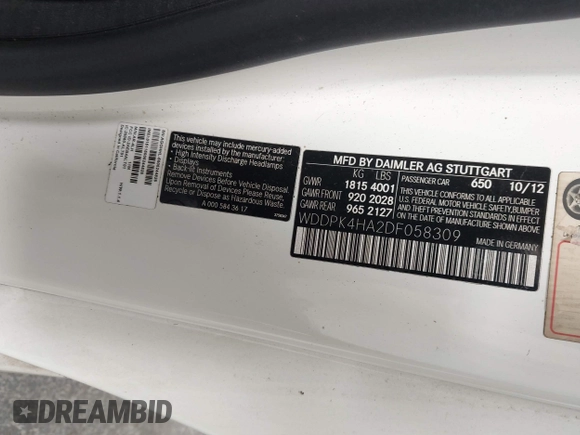 This vehicle may include mercury-added
devices installed by the manufacturer:
• High Intensity Discharge Headlamps
• Displays
• Back-lit Instruments
Remove Devices Before Vehicle Disposal.
Upon Removal of Devices Please Reuse,
Recycle or Dispose as Hazardous Waste.
A 000 584 36 17
MFD BY DAIMLER AG STUTTGART
KG LBS
GVWR 1815 4001
GAWR FRONT 920 2028
GAWR REAR 965 2127
PASSENGER CAR 650 10/12
THIS VEHICLE CONFORMS TO ALL
APPLICABLE U.S. FEDERAL
MOTOR VEHICLE SAFETY, BUMPER
AND THEFT PREVENTION
STANDARDS IN EFFECT ON THE DATE
OF MANUFACTURE SHOWN ABOVE.
WDDPK4HA2DF058309
MADE IN GERMANY
DREAMBID